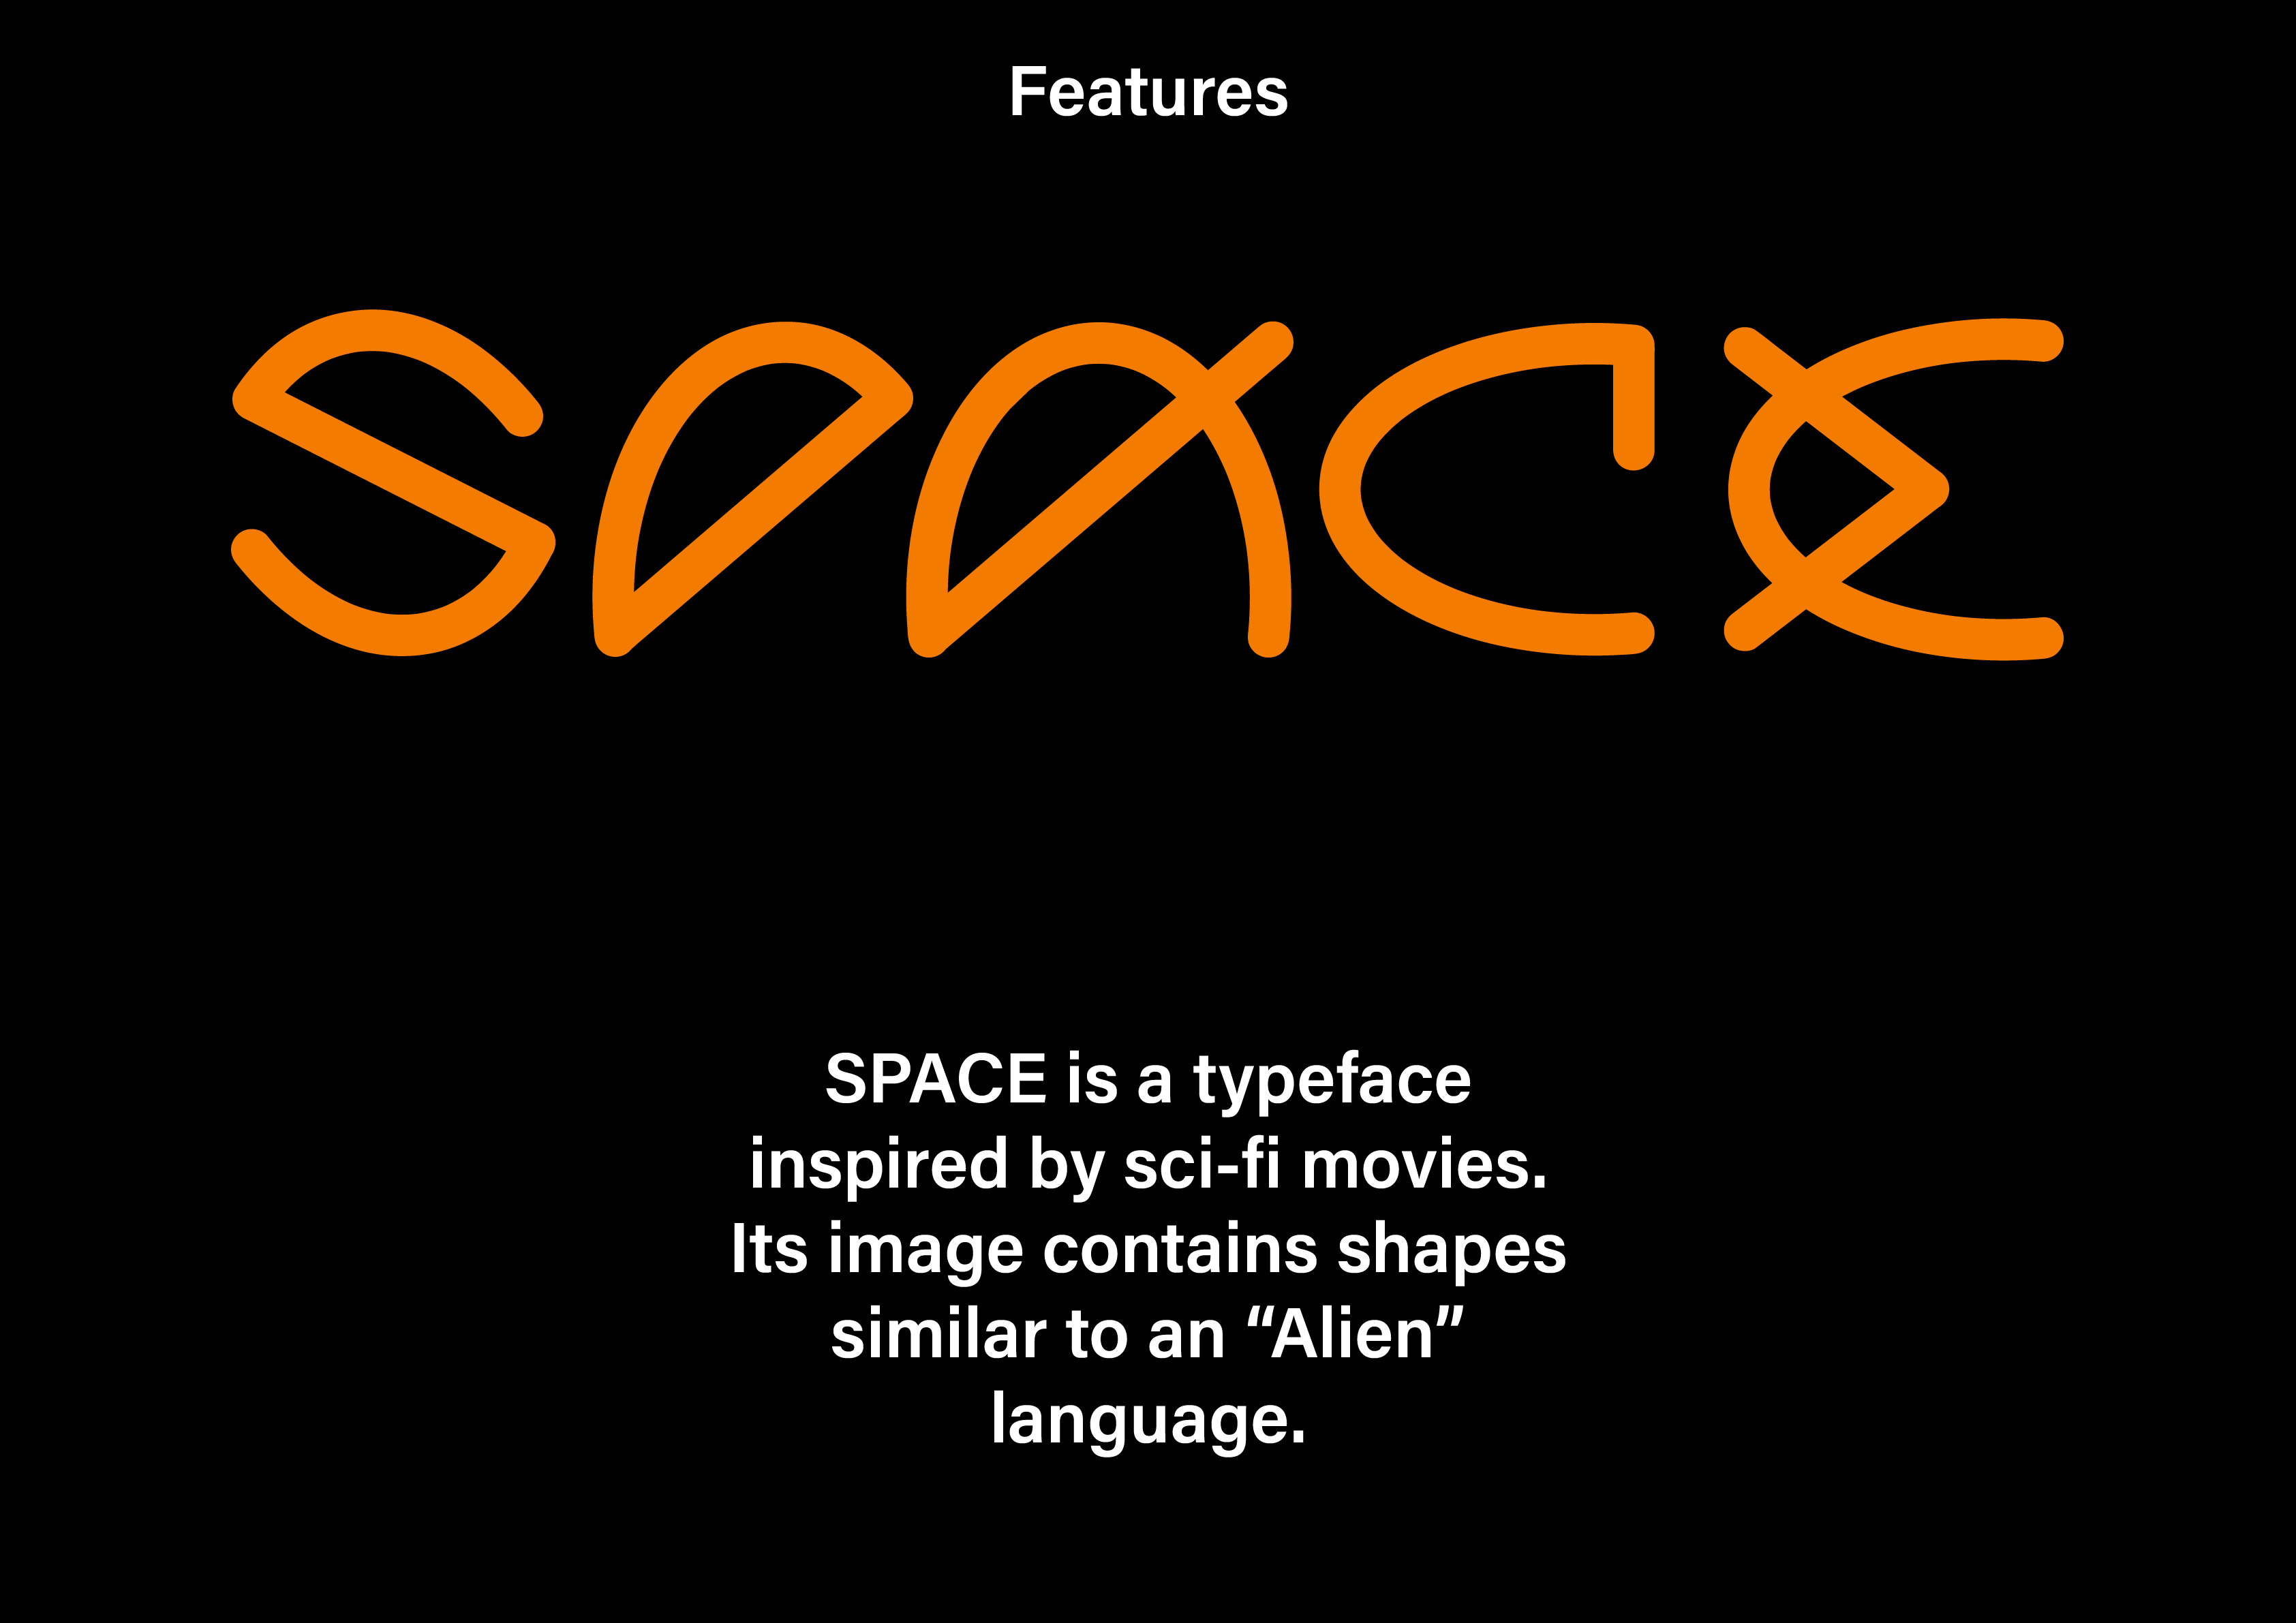 Features
SPACE
SPACE is a typeface
inspired by sci-fi movies.
Its image contains shapes
similar to an “Alien”
language.